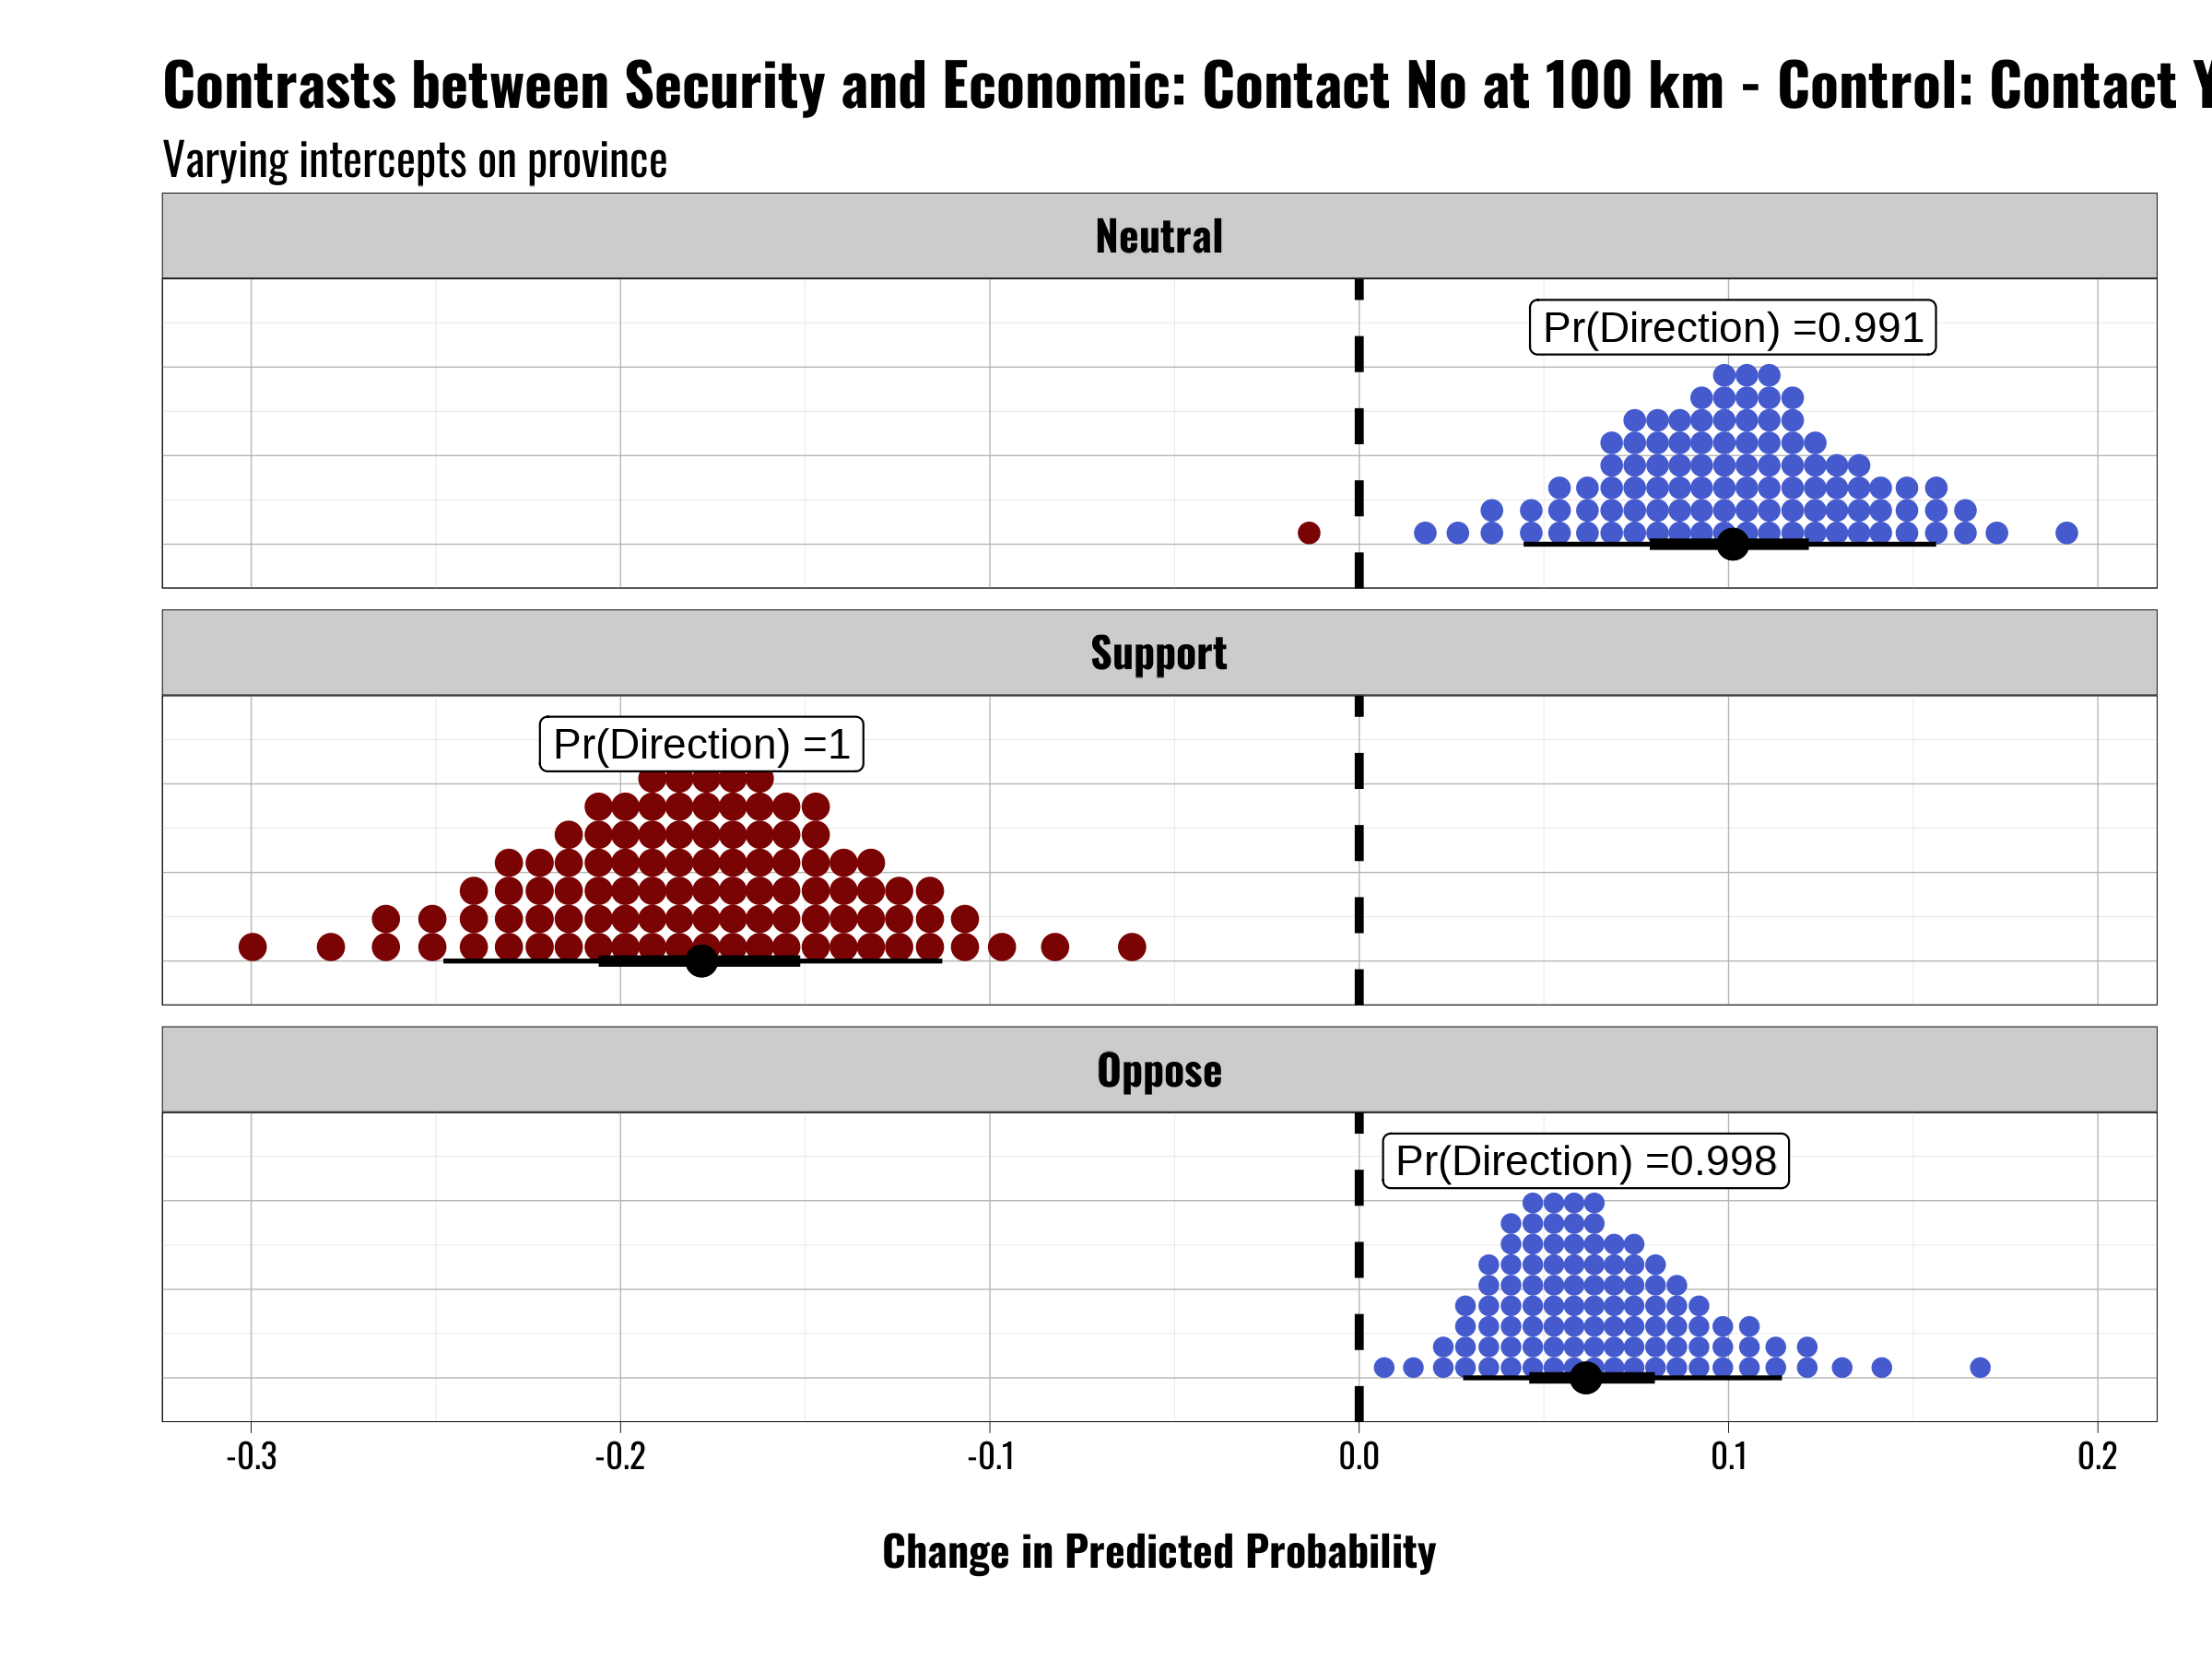 Contrasts between Security and Economic: Contact No at 100 km - Control: Contact
Varying intercepts on province
Neutral
Pr(Direction) =0.991
Support
Pr(Direction) =1
Oppose
Pr(Direction) =0.998
-0.3 -0.2 -0.1 0.0 0.1 0.2
Change in Predicted Probability